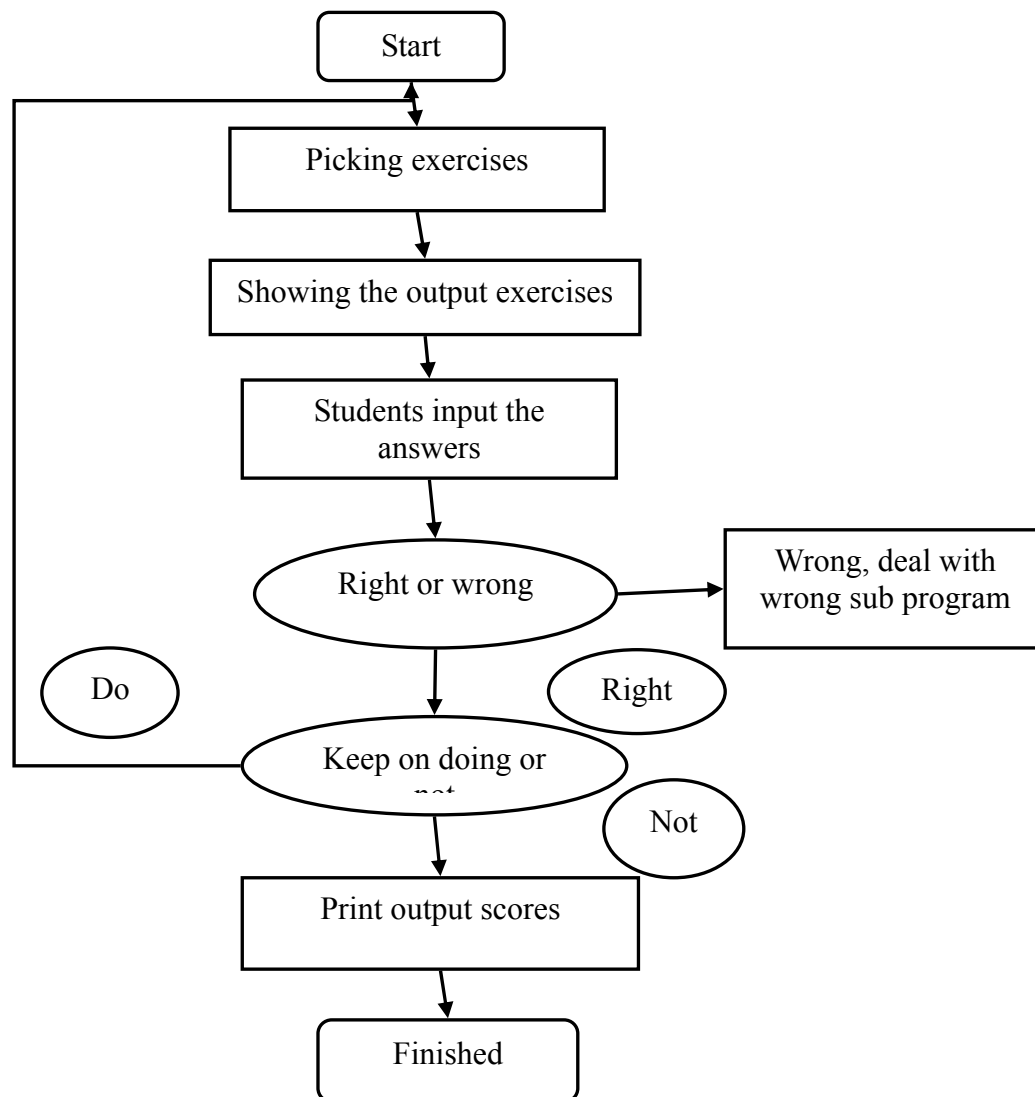 Start
Picking exercises
Showing the output exercises
Students input the
answers
Right or wrong
Wrong, deal with
wrong sub program
Do
Right
Keep on doing or
not
Not
Print output scores
Finished